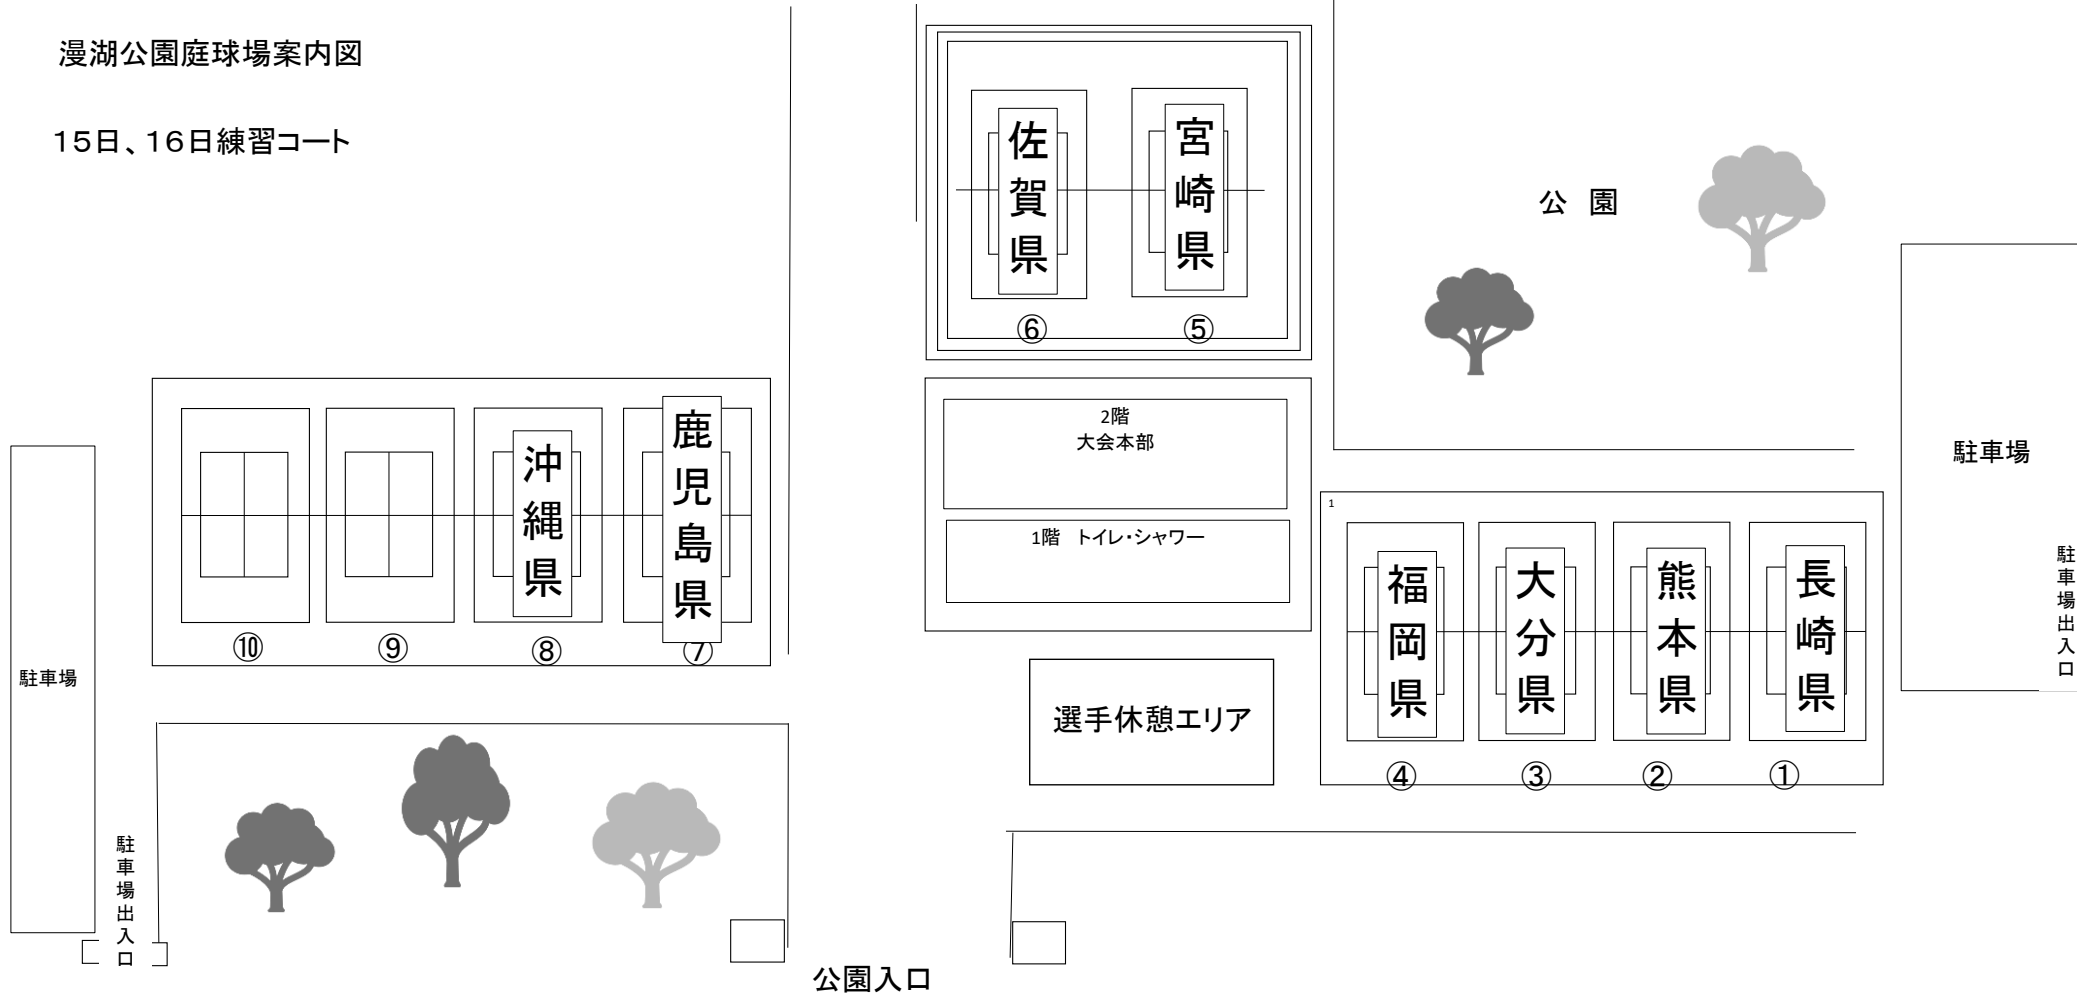 漫湖公園庭球場案内図
15日、16日練習コート
佐賀県
宮崎県
⑥
⑤
公 園
2階
大会本部
1階 トイレ・シャワー
鹿児島県
沖縄県
⑩
⑨
⑧
⑦
駐車場
駐車場出入口
選手休憩エリア
1
福岡県
大分県
熊本県
長崎県
④
③
②
①
駐車場
駐車場出入口
公園入口